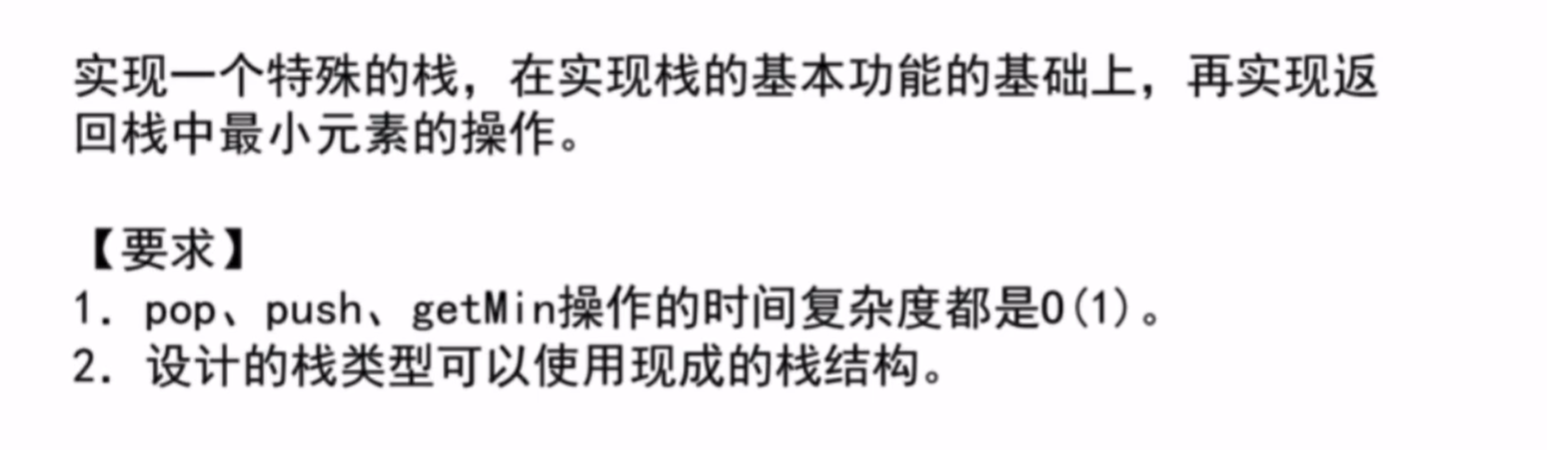 实现一个特殊的栈，在实现栈的基本功能的基础上，再实现返
回栈中最小元素的操作。
【要求】
1. pop、push、getMin操作的时间复杂度都是O(1)。
2. 设计的栈类型可以使用现成的栈结构。